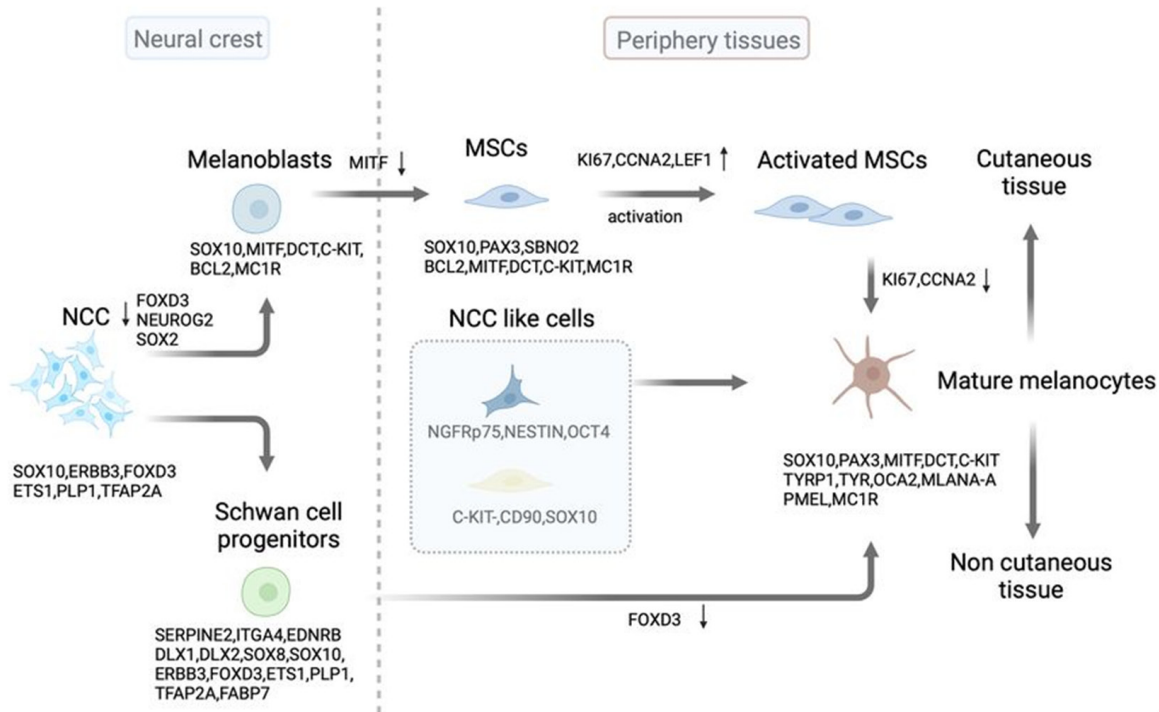 Neural crest
Periphery tissues
Melanoblasts
MITF ↓
MSCs
KI67,CCNA2,LEF1 ↑
activation
Activated MSCs
Cutaneous
tissue
SOX10,MITF,DCT,C-KIT,
BCL2,MC1R
SOX10,PAX3,SBNO2
BCL2,MITF,DCT,C-KIT,MC1R
KI67,CCNA2 ↓
NCC ↓
FOXD3
NEUROG2
SOX2
NCC like cells
NGFRp75,NESTIN,OCT4
C-KIT-,CD90,SOX10
Mature melanocytes
SOX10,ERBB3,FOXD3
ETS1,PLP1,TFAP2A
SOX10,PAX3,MITF,DCT,C-KIT
TYRP1,TYR,OCA2,MLANA-A
PMEL,MC1R
Schwan cell
progenitors
Non cutaneous
tissue
FOXD3 ↓
SERPINE2,ITGA4,EDNRB
DLX1,DLX2,SOX8,SOX10,
ERBB3,FOXD3,ETS1,PLP1,
TFAP2A,FABP7